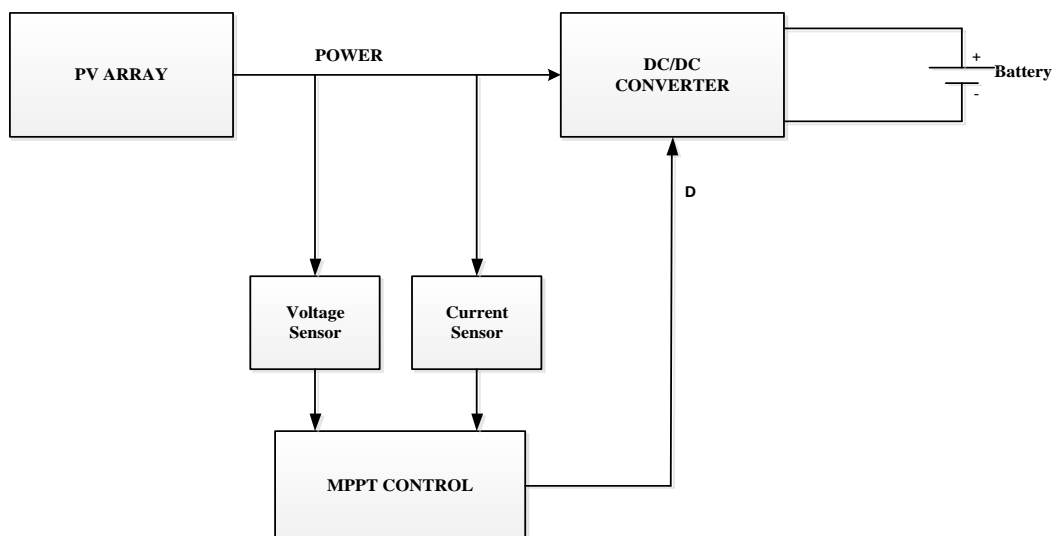 PV ARRAY
POWER
DC/DC
CONVERTER
+
Battery
-
D
Voltage
Sensor
Current
Sensor
MPPT CONTROL